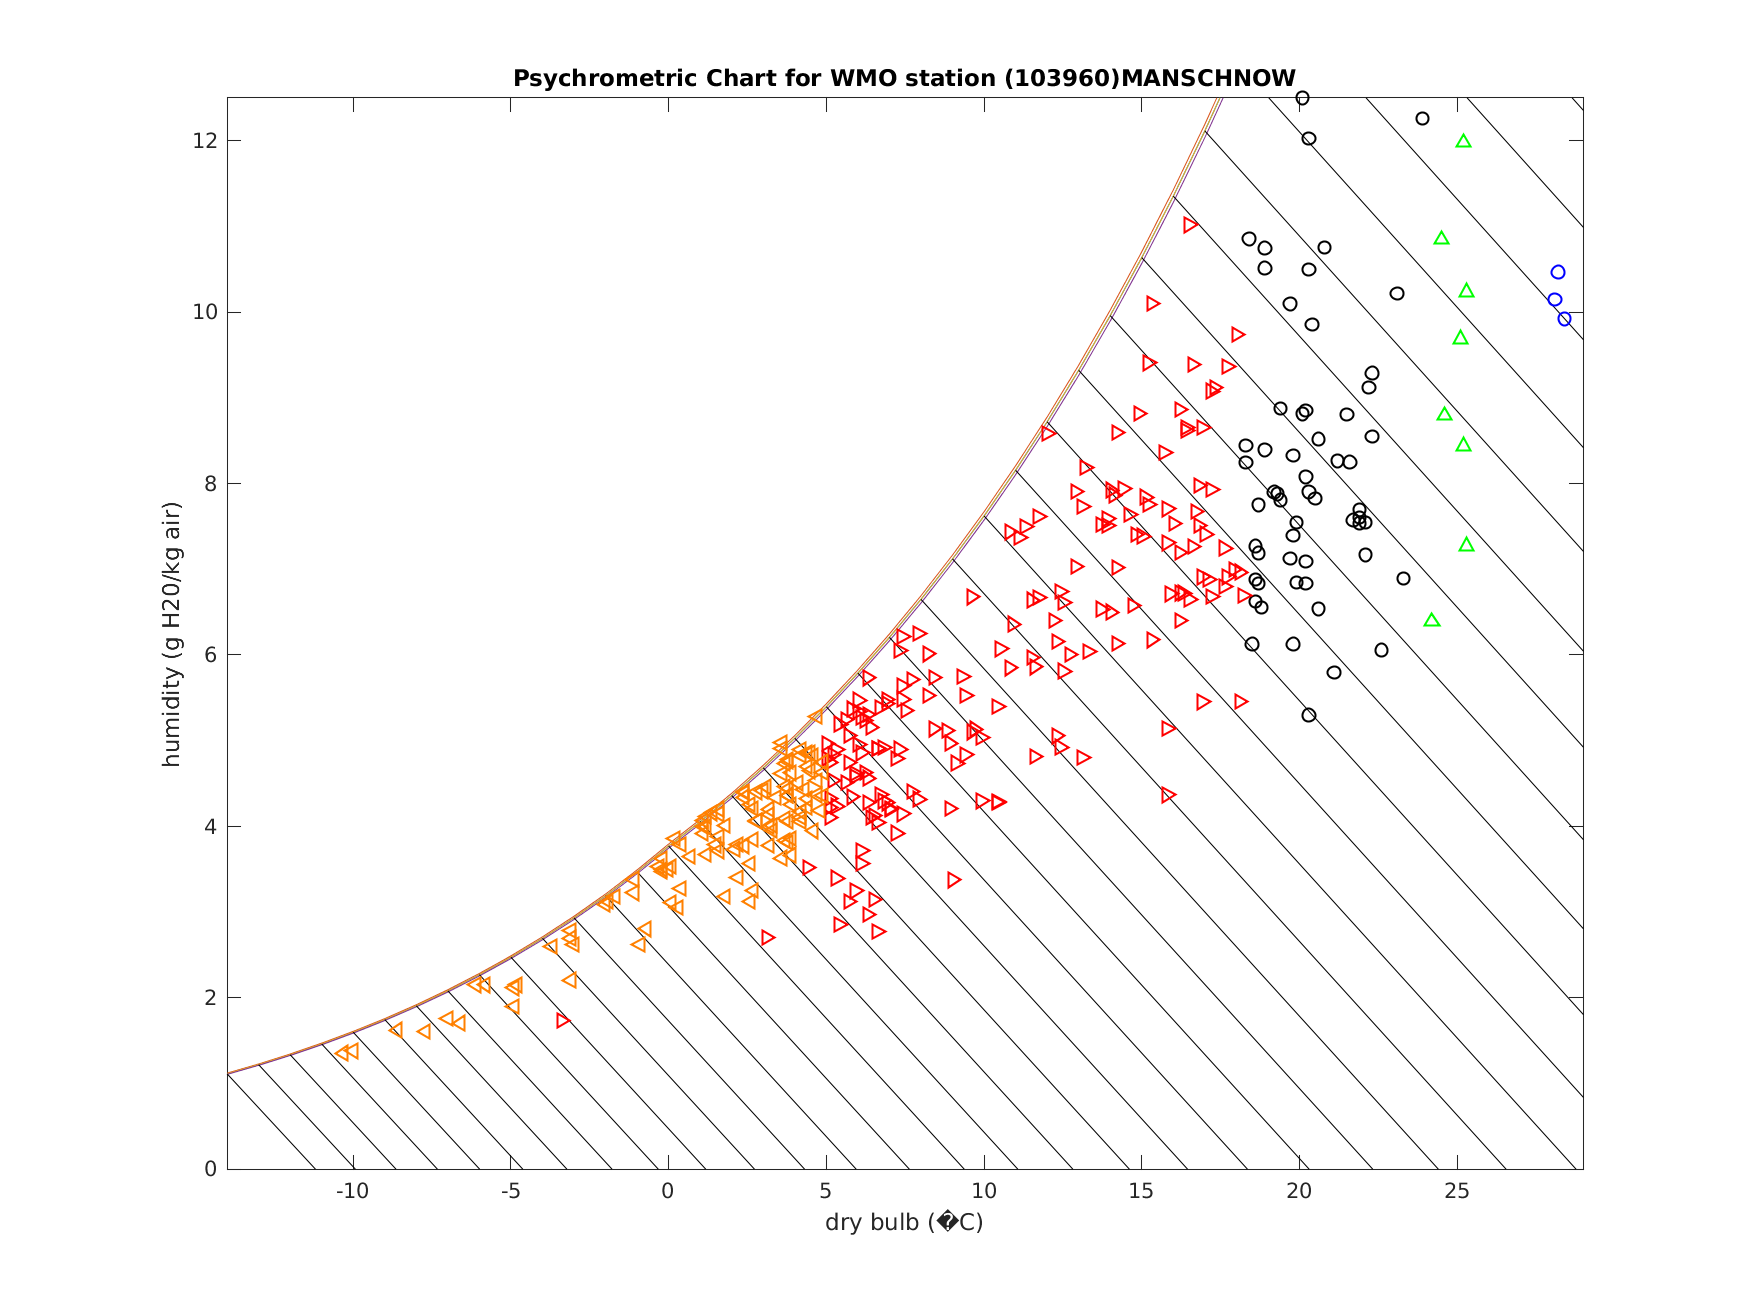 Psychrometric Chart for WMO station (103960)MANSCHNOW
12
10
8
6
4
2
0
humidity (g H20/kg air)
-10 -5 0 5 10 15 20 25
dry bulb (�C)